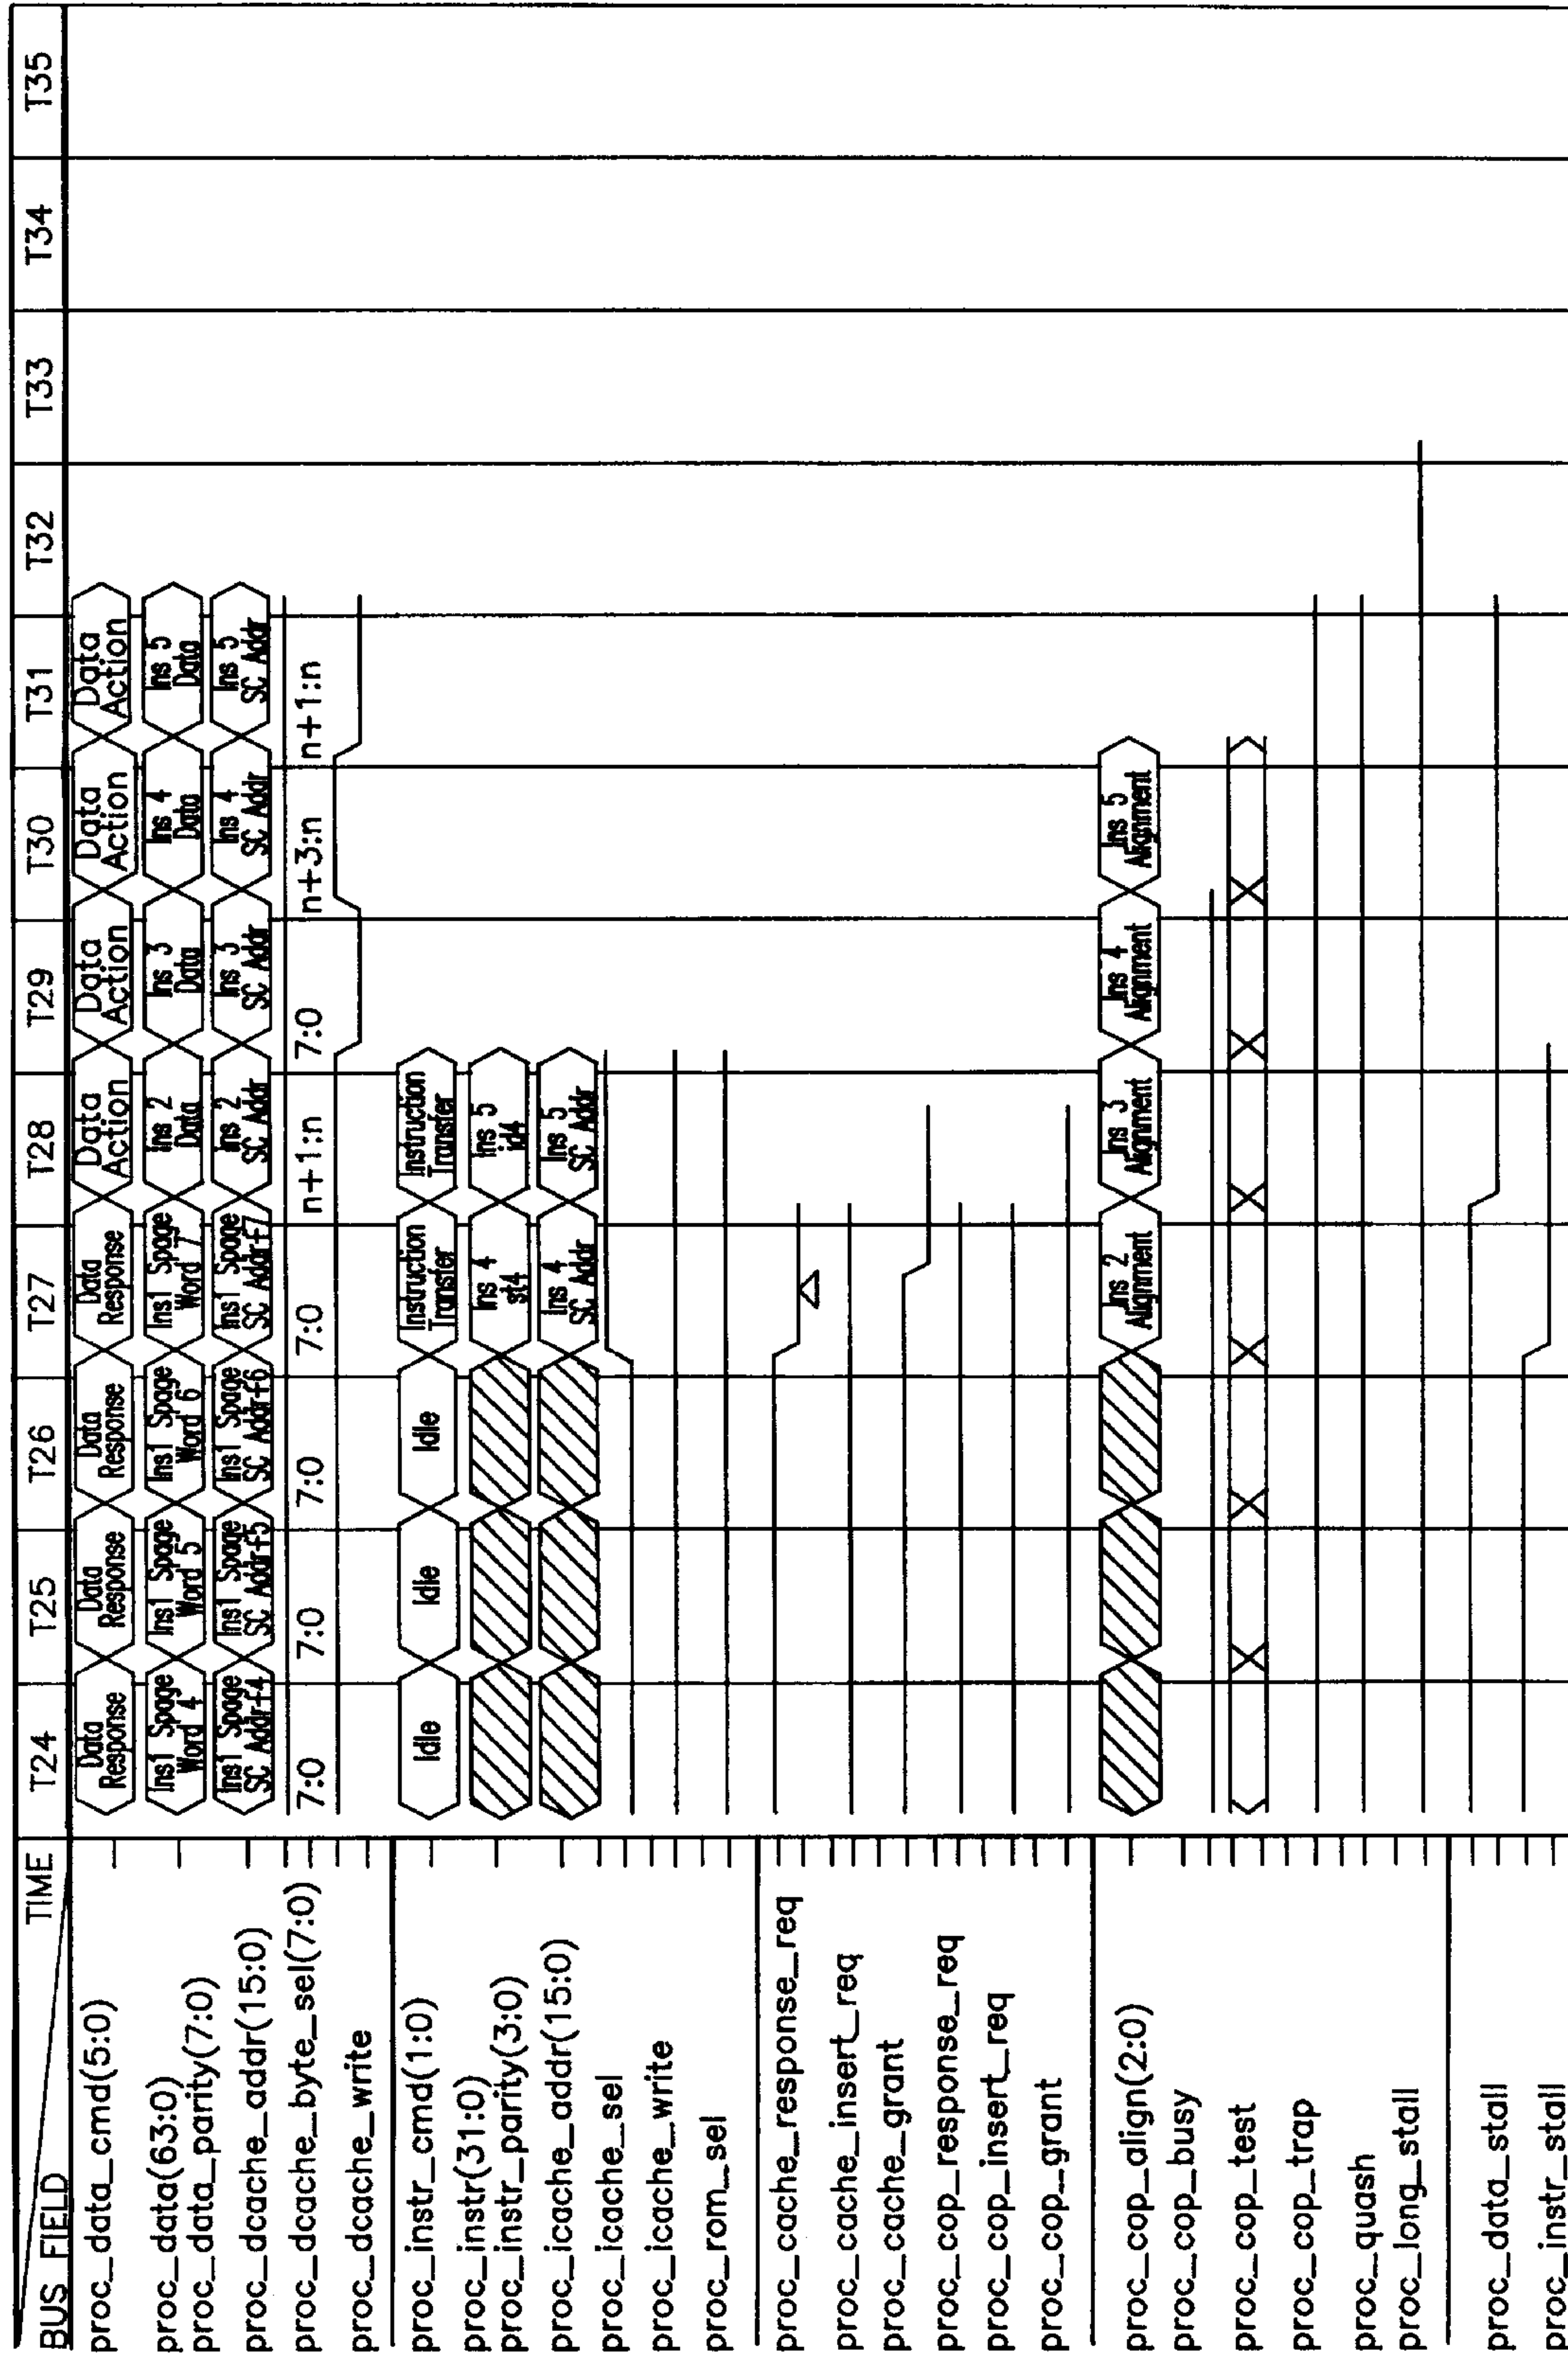 BUS FIELD TIME T24 T25 T26 T27 T28 T29 T30 T31 T32 T33 T34 T35
proc_data_cmd(5:0)
Data Data Data Data Data Data Data Data
Response Response Response Response Action Action Action Action
proc_data(63:0)
Ins1 Spage Ins1 Spage Ins1 Spage Ins1 Spage Ins 2 Ins 3 Ins 4 Ins 5
Word 4 Word 5 Word 6 Word 7 Data Data Data Data
proc_data_parity(7:0)
proc_dcache_addr(15:0)
Ins1 Spage Ins1 Spage Ins1 Spage Ins1 Spage Ins 2 Ins 3 Ins 4 Ins 5
SC Addr+4 SC Addr+5 SC Addr+6 SC Addr+7 SC Addr SC Addr SC Addr SC Addr
proc_dcache_byte_sel(7:0)
7:0 7:0 7:0 7:0 n+1:n 7:0 n+3:n n+1:n
proc_dcache_write
proc_instr_cmd(1:0)
Idle Idle Idle Instruction Instruction
Transfer Transfer
proc_instr(31:0)
Ins 4 Ins 5
st4 id4
proc_instr_parity(3:0)
proc_icache_addr(15:0)
Ins 4 Ins 5
SC Addr SC Addr
proc_icache_sel
proc_icache_write
proc_rom_sel
proc_cache_response_req
proc_cache_insert_req
proc_cache_grant
proc_cop_response_req
proc_cop_insert_req
proc_cop_grant
proc_cop_align(2:0)
Ins 2 Ins 3 Ins 4 Ins 5
Alignment Alignment Alignment Alignment
proc_cop_busy
proc_cop_test
proc_cop_trap
proc_quash
proc_long_stall
proc_data_stall
proc_instr_stall